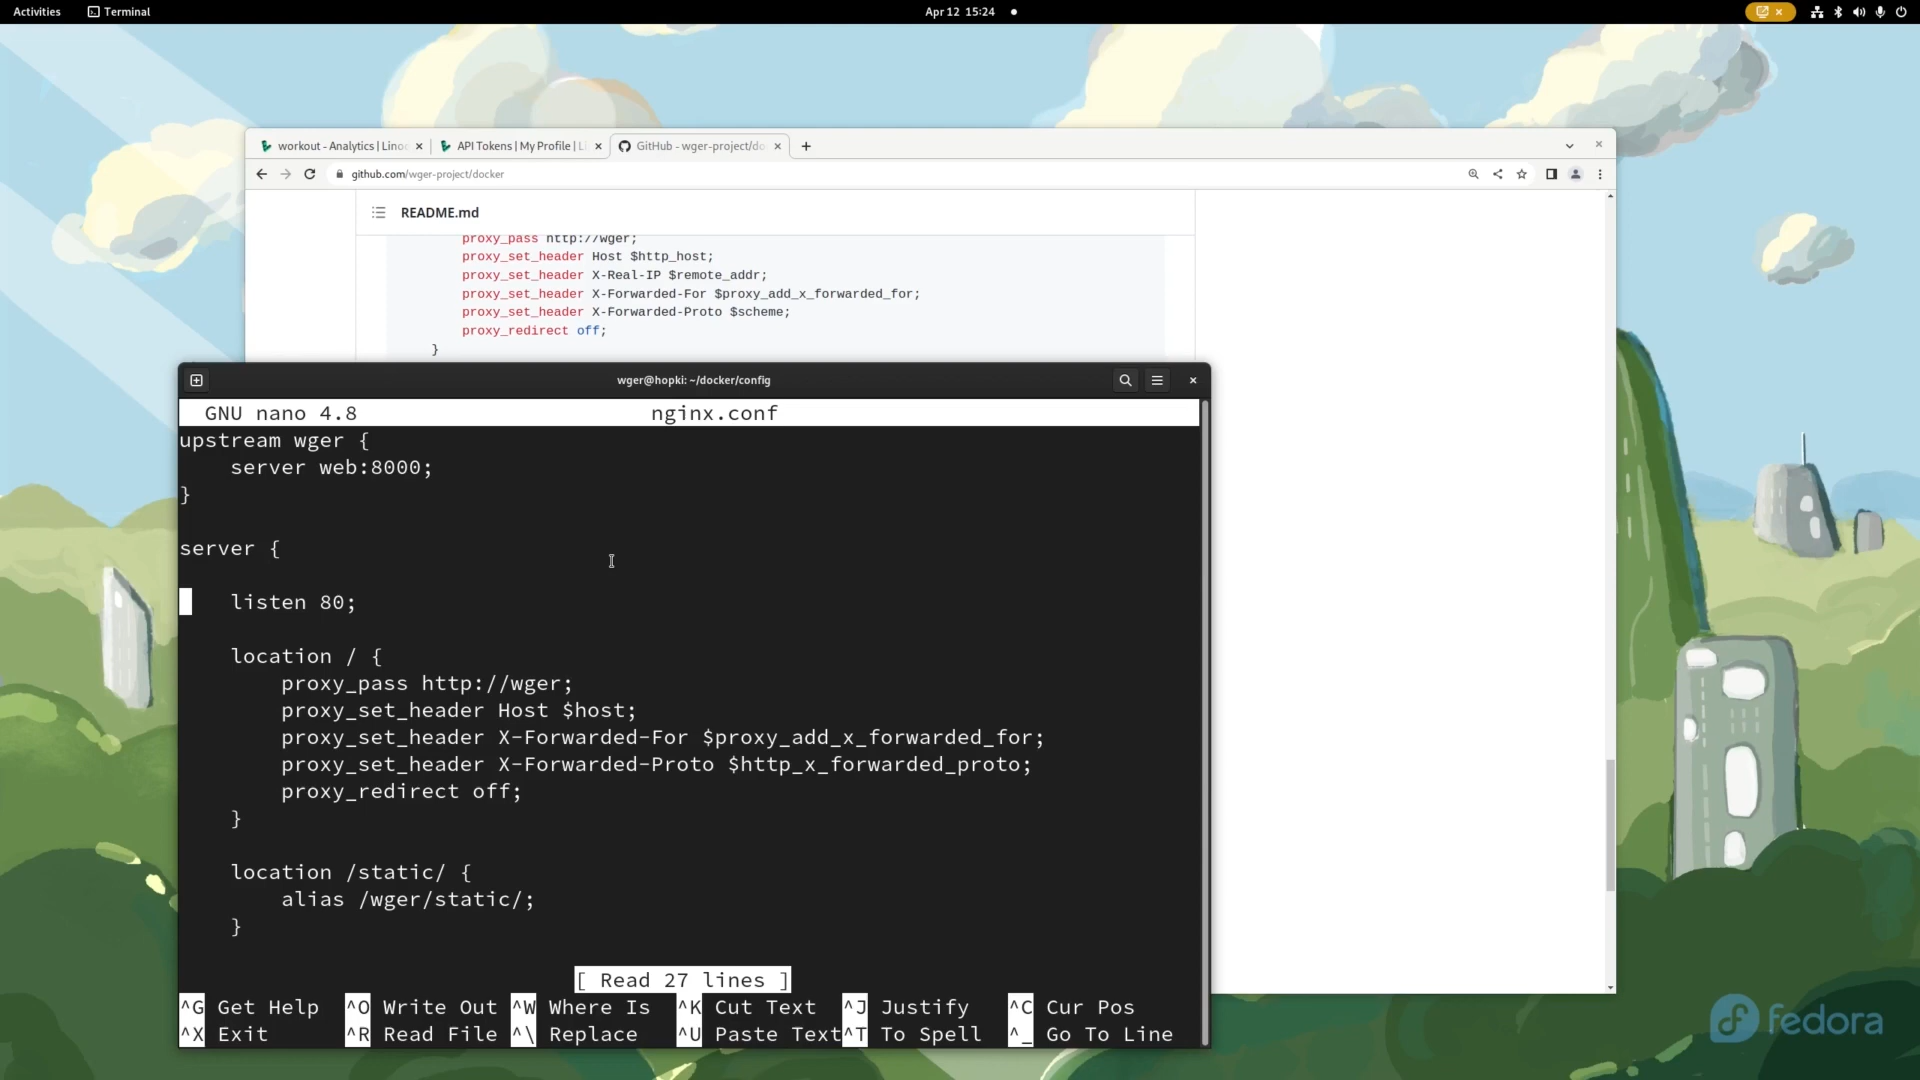 Activities
Terminal
Apr 12 15:24
workout - Analytics | Lino
API Tokens | My Profile | Li
GitHub - wger-project/do
github.com/wger-project/docker
README.md
proxy_pass http://wger;
proxy_set_header Host $http_host;
proxy_set_header X-Real-IP $remote_addr;
proxy_set_header X-Forwarded-For $proxy_add_x_forwarded_for;
proxy_set_header X-Forwarded-Proto $scheme;
proxy_redirect off;
}
wger@hopki: ~/docker/config
GNU nano 4.8 nginx.conf
upstream wger {
    server web:8000;
}
server {
    listen 80;
    location / {
        proxy_pass http://wger;
        proxy_set_header Host $host;
        proxy_set_header X-Forwarded-For $proxy_add_x_forwarded_for;
        proxy_set_header X-Forwarded-Proto $http_x_forwarded_proto;
        proxy_redirect off;
    }
    location /static/ {
        alias /wger/static/;
    }
[ Read 27 lines ]
^G Get Help ^O Write Out ^W Where Is ^K Cut Text ^J Justify ^C Cur Pos
^X Exit ^R Read File ^\ Replace ^U Paste Text ^T To Spell ^_ Go To Line
fedora